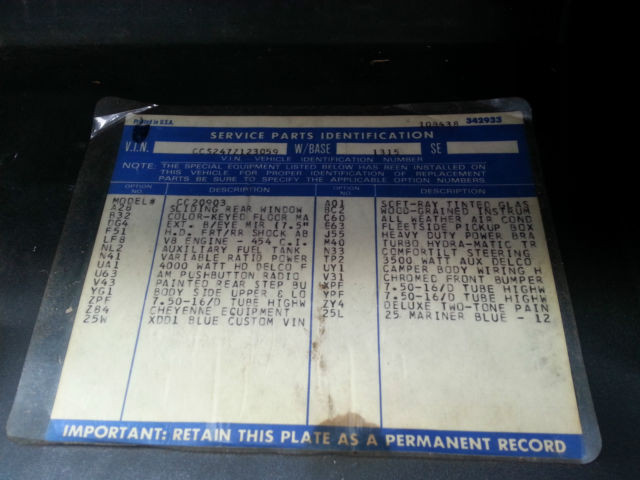 Printed in U.S.A. 108438 342933
SERVICE PARTS IDENTIFICATION
V.I.N. CCS247Z123059 W/BASE 1315 SE
V.I.N. VEHICLE IDENTIFICATION NUMBER
NOTE: THE SPECIAL EQUIPMENT LISTED BELOW HAS BEEN INSTALLED ON
THIS VEHICLE. FOR PROPER IDENTIFICATION OF REPLACEMENT
PARTS BE SURE TO SPECIFY THE APPLICABLE OPTION NUMBERS.
OPTION NO. DESCRIPTION OPTION NO. DESCRIPTION
MODEL# CC20903 A01 SOFT-RAY TINTED GLAS
A28 SLIDING REAR WINDOW BC2 WOOD-GRAINED INSTRUM
B32 COLOR-KEYED FLOOR MA C60 ALL WEATHER AIR COND
DG4 EXT. B/EYE MIR (7.5" E63 FLEETSIDE PICKUP BOX
F51 H.D. FRT/RR SHOCK AB J55 HEAVY DUTY POWER BRA
LF8 V8 ENGINE - 454 C.I. M40 TURBO HYDRA-MATIC TR
NL2 AUXILIARY FUEL TANK N33 COMFORTILT STEERING
N41 VARIABLE RATIO POWER TP2 3500 WATT AUX DELCO
UA1 4000 WATT HD DELCO F UY1 CAMPER BODY WIRING H
U63 AM PUSHBUTTON RADIO V31 CHROMED FRONT BUMPER
V43 PAINTED REAR STEP BU XPF 7.50-16/D TUBE HIGHW
YG1 BODY SIDE UPPER & LO YPF 7.50-16/D TUBE HIGHW
ZPF 7.50-16/D TUBE HIGHW ZY4 DELUXE TWO-TONE PAIN
Z84 CHEYENNE EQUIPMENT 25L 25 MARINER BLUE - 12
25W XDD1 BLUE CUSTOM VIN
IMPORTANT: RETAIN THIS PLATE AS A PERMANENT RECORD